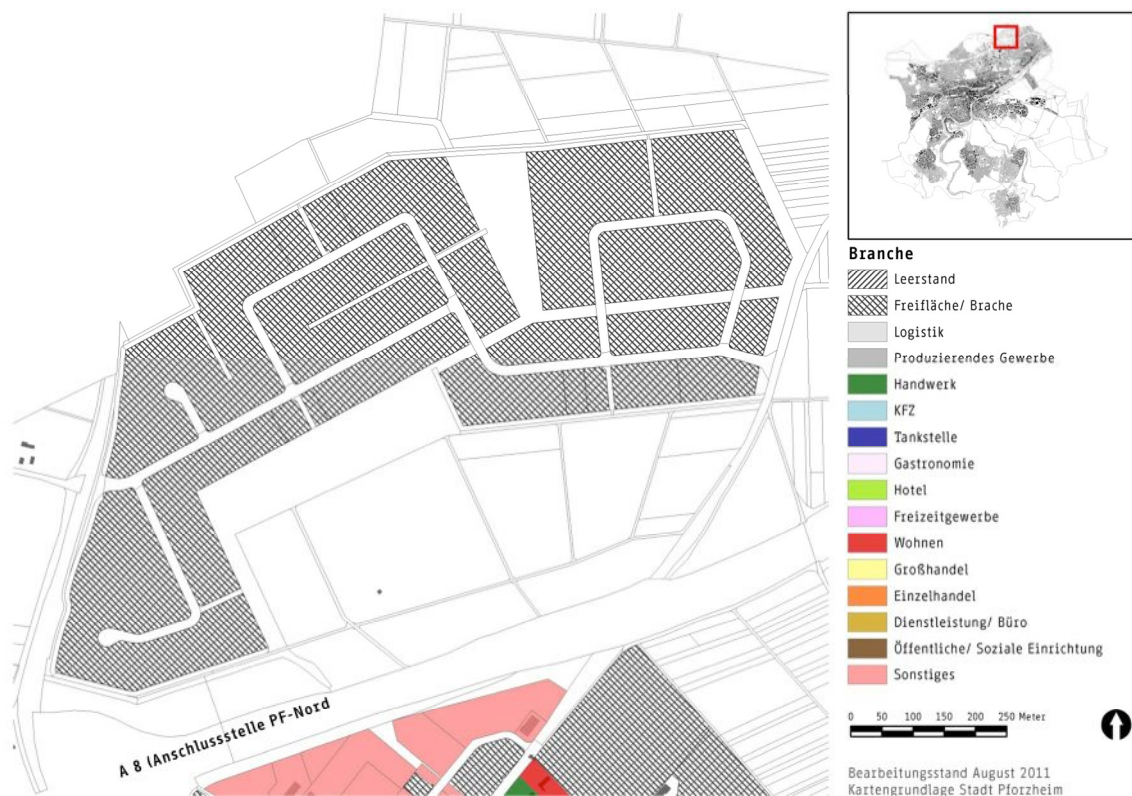 A 8 (Anschlussstelle PF-Nord
Branche
Leerstand
Freifläche/ Brache
Logistik
Produzierendes Gewerbe
Handwerk
KFZ
Tankstelle
Gastronomie
Hotel
Freizeitgewerbe
Wohnen
Großhandel
Einzelhandel
Dienstleistung/ Büro
Öffentliche/ Soziale Einrichtung
Sonstiges
0 50 100 150 200 250 Meter
Bearbeitungsstand August 2011
Kartengrundlage Stadt Pforzheim